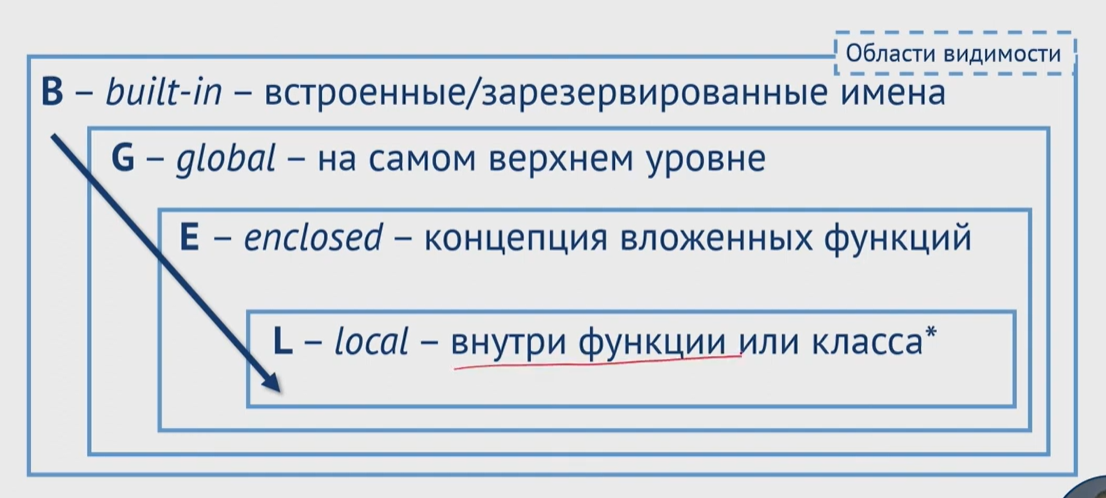 Области видимости
B – built-in – встроенные/зарезервированные имена
G – global – на самом верхнем уровне
E – enclosed – концепция вложенных функций
L – local – внутри функции или класса*